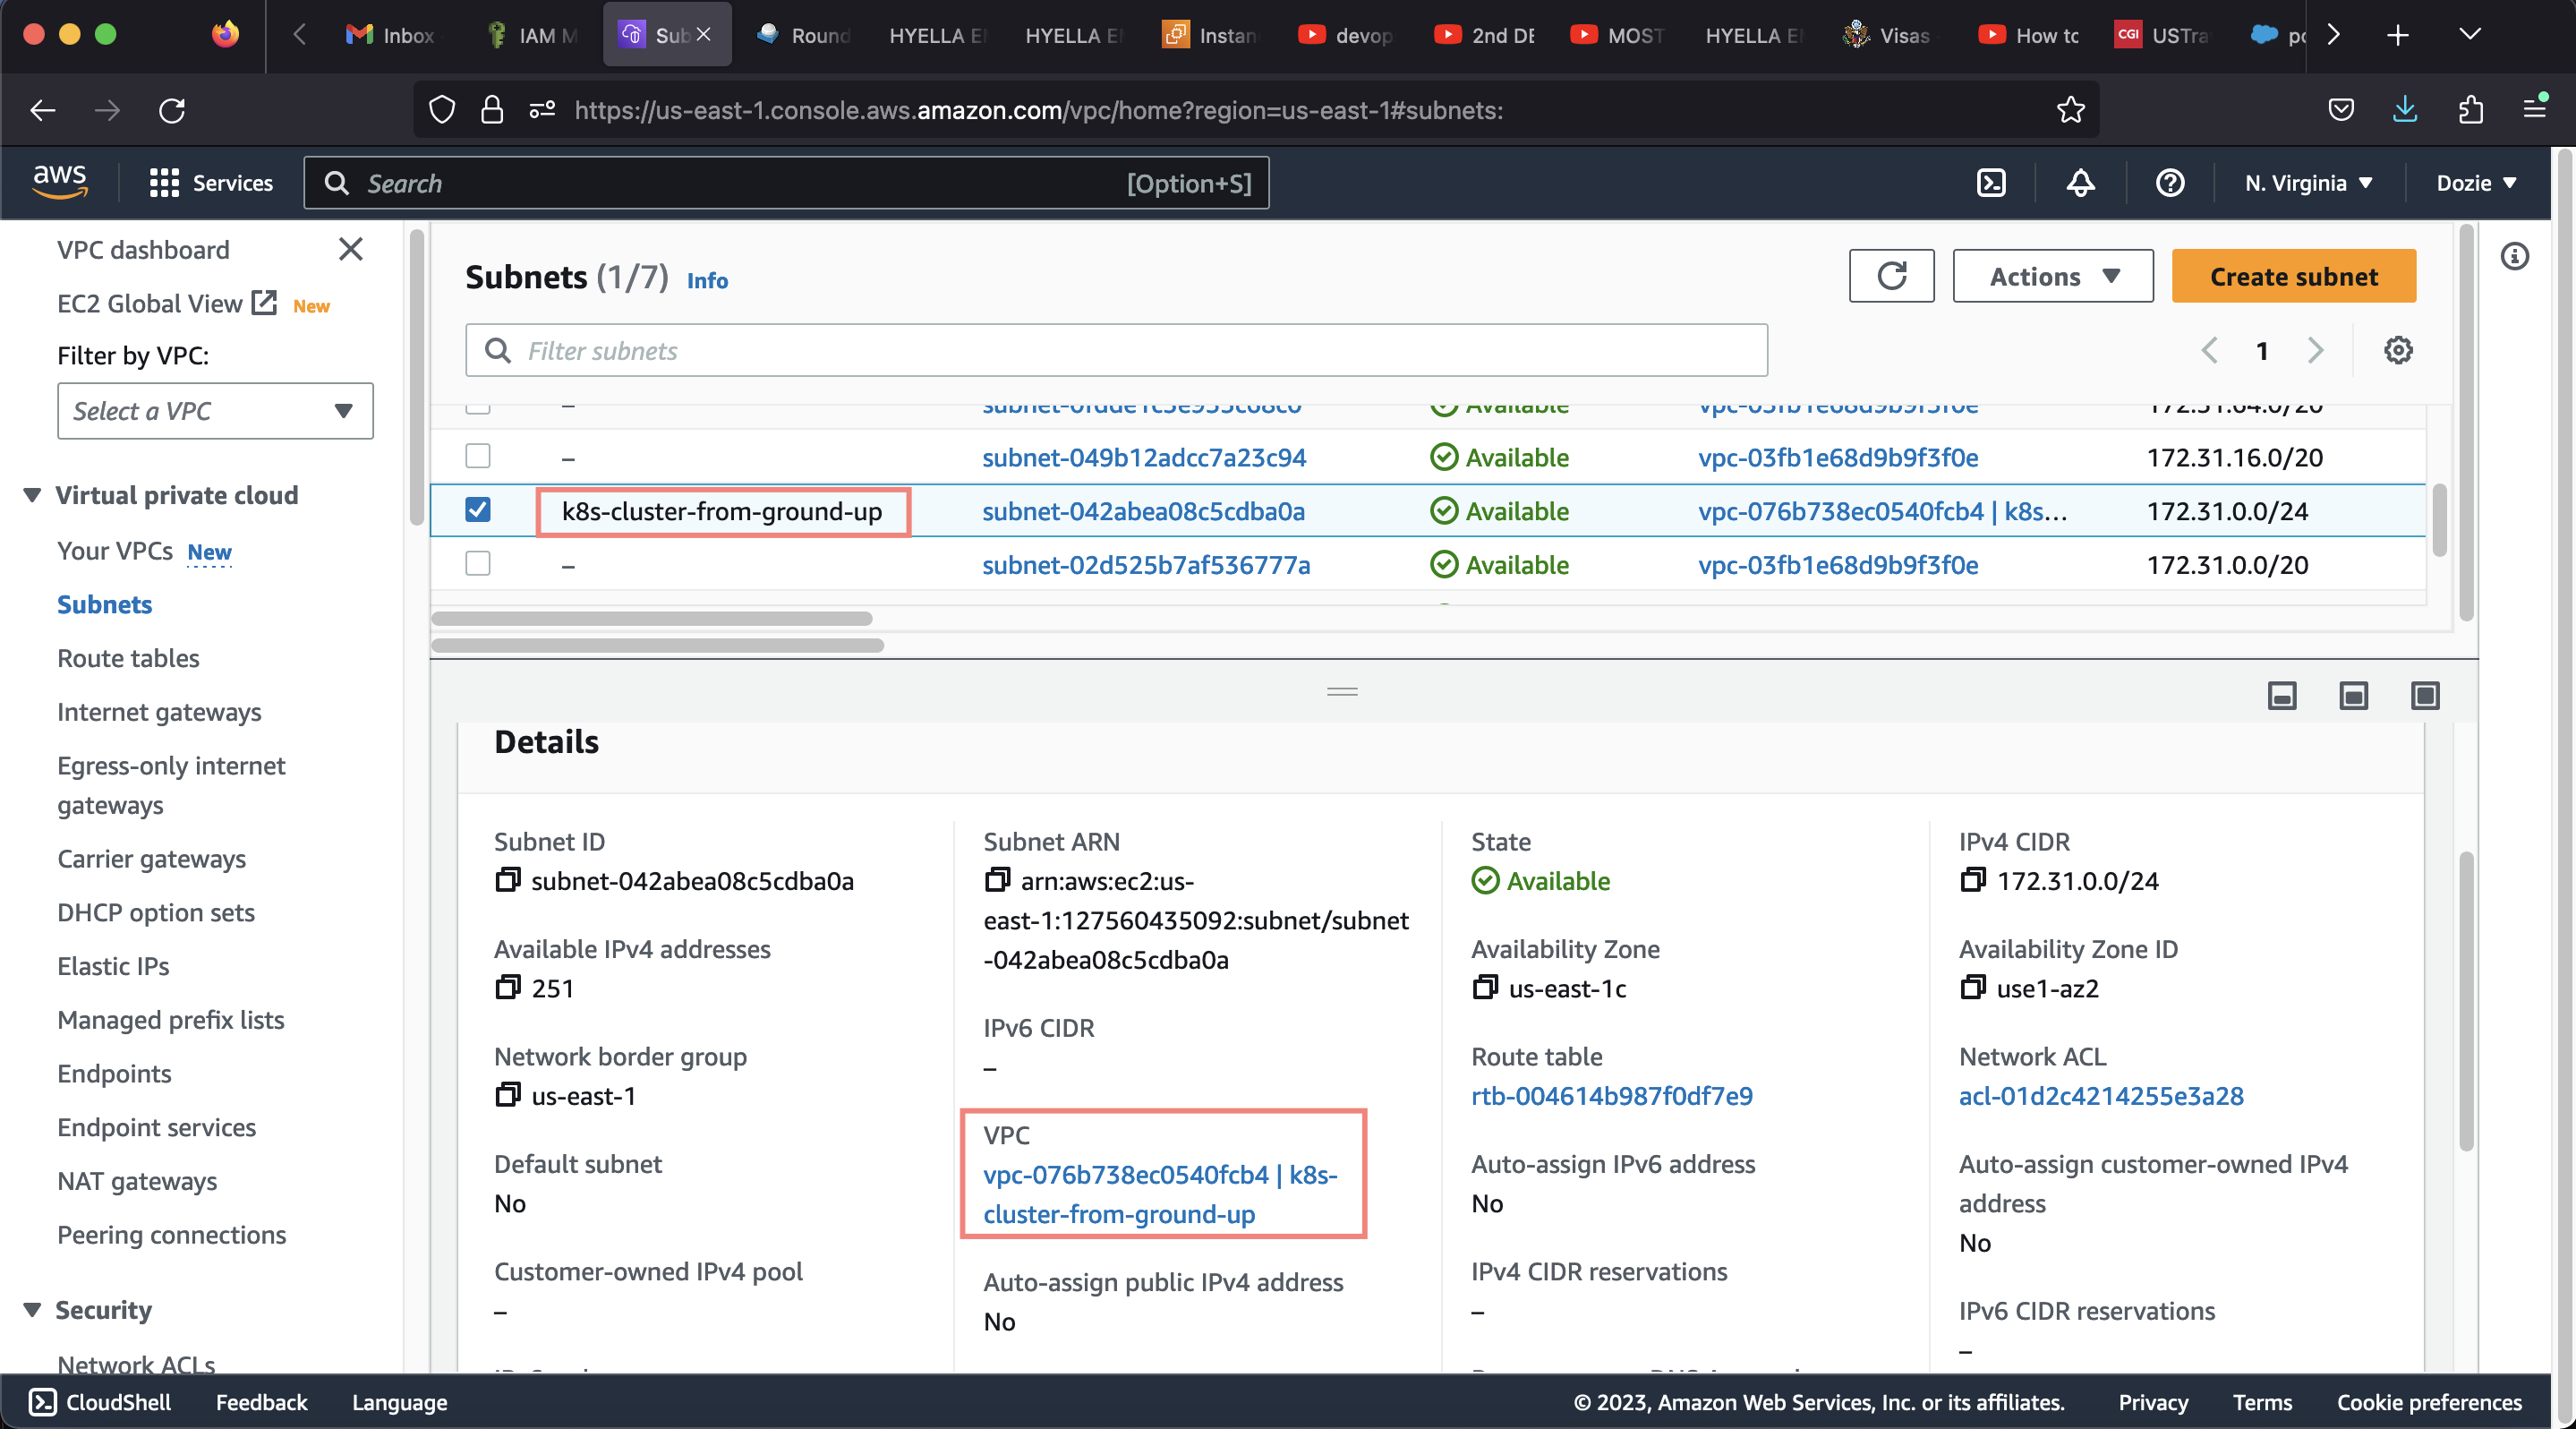 Inbox
IAM M
Sub
Round
HYELLA E
HYELLA E
Instan
devop
2nd DE
MOST
HYELLA E
Visas
How to
CGI
USTra
https://us-east-1.console.aws.amazon.com/vpc/home?region=us-east-1#subnets:
aws
Services
Search
[Option+S]
N. Virginia
Dozie
VPC dashboard
EC2 Global View New
Filter by VPC:
Select a VPC
Virtual private cloud
Your VPCs New
Subnets
Route tables
Internet gateways
Egress-only internet
gateways
Carrier gateways
DHCP option sets
Elastic IPs
Managed prefix lists
Endpoints
Endpoint services
NAT gateways
Peering connections
Security
Network ACLs
Subnets (1/7) Info
Actions
Create subnet
Filter subnets
1
– Available vpc-03fb1e68d9b9f3f0e 172.31.64.0/20
– subnet-049b12adcc7a23c94 Available vpc-03fb1e68d9b9f3f0e 172.31.16.0/20
k8s-cluster-from-ground-up subnet-042abea08c5cdba0a Available vpc-076b738ec0540fcb4 | k8s... 172.31.0.0/24
– subnet-02d525b7af536777a Available vpc-03fb1e68d9b9f3f0e 172.31.0.0/20
Details
Subnet ID
subnet-042abea08c5cdba0a
Available IPv4 addresses
251
Network border group
us-east-1
Default subnet
No
Customer-owned IPv4 pool
–
Subnet ARN
arn:aws:ec2:us-
east-1:127560435092:subnet/subnet
-042abea08c5cdba0a
IPv6 CIDR
–
VPC
vpc-076b738ec0540fcb4 | k8s-
cluster-from-ground-up
Auto-assign public IPv4 address
No
State
Available
Availability Zone
us-east-1c
Route table
rtb-004614b987f0df7e9
Auto-assign IPv6 address
No
IPv4 CIDR reservations
–
IPv4 CIDR
172.31.0.0/24
Availability Zone ID
use1-az2
Network ACL
acl-01d2c4214255e3a28
Auto-assign customer-owned IPv4
address
No
IPv6 CIDR reservations
–
CloudShell
Feedback
Language
© 2023, Amazon Web Services, Inc. or its affiliates.
Privacy
Terms
Cookie preferences